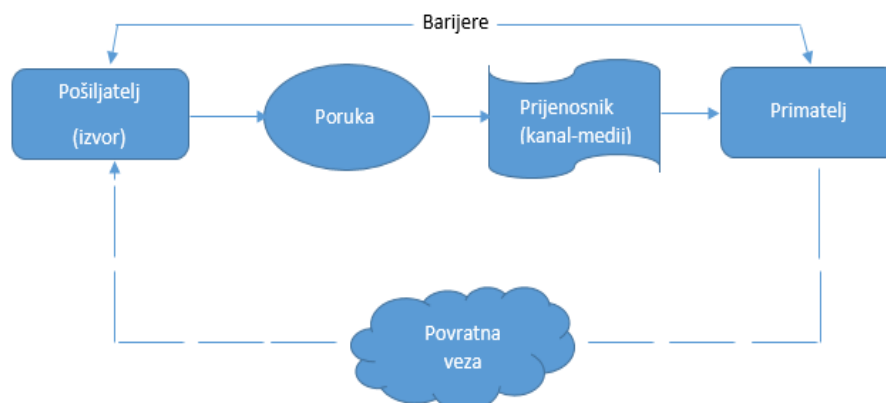 Barijere
Pošiljatelj
(izvor)
Poruka
Prijenosnik
(kanal-medij)
Primatelj
Povratna
veza